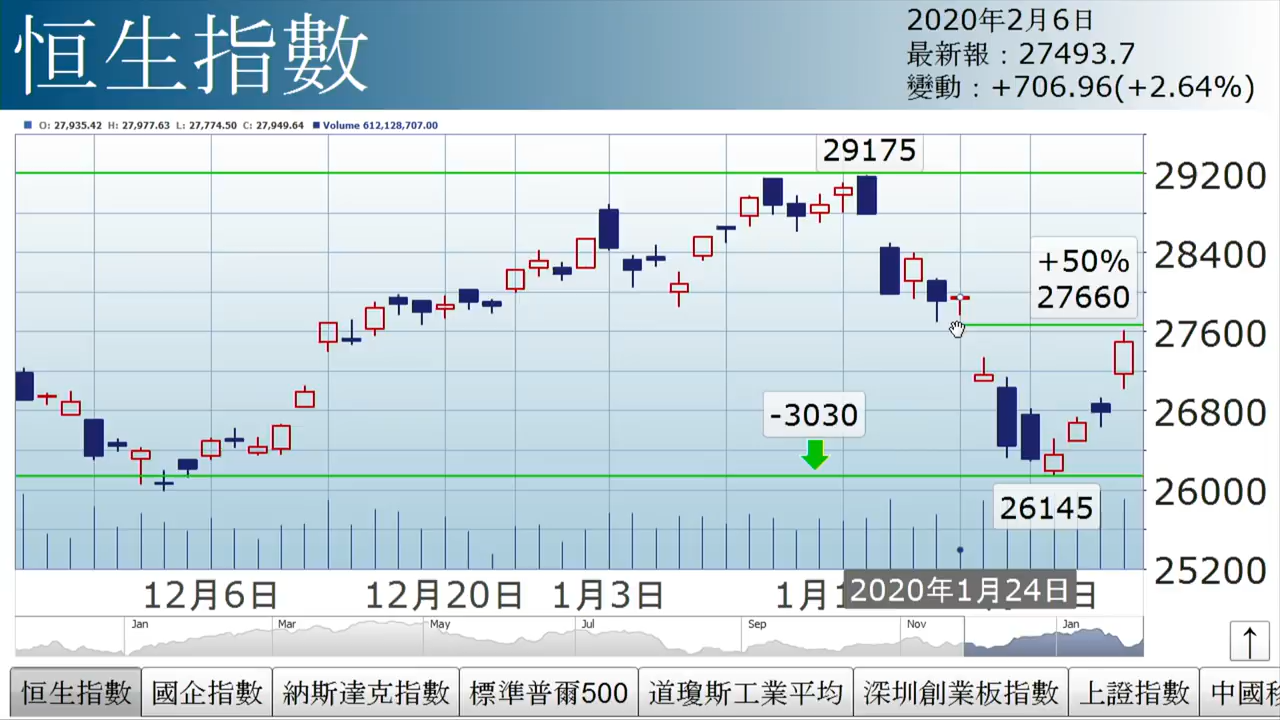 恒生指數
2020年2月6日
最新報：27493.7
變動：+706.96(+2.64%)
O: 27,935.42 H: 27,977.63 L: 27,774.50 C: 27,949.64 Volume 612,128,707.00
29175
29200
28400
+50%
27660
27600
-3030
26800
26145
26000
25200
12月6日
12月20日
1月3日
1月1
2020年1月24日
日
Jan
Mar
May
Jul
Sep
Nov
Jan
↑
恒生指數
國企指數
納斯達克指數
標準普爾500
道瓊斯工業平均
深圳創業板指數
上證指數
中國